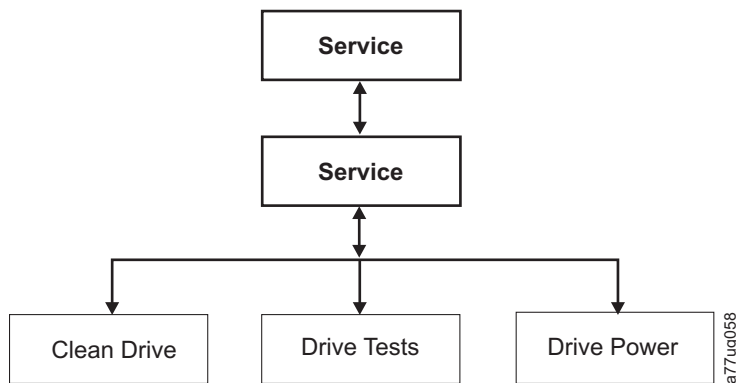 Service
Service
Clean Drive
Drive Tests
Drive Power
a77ug058